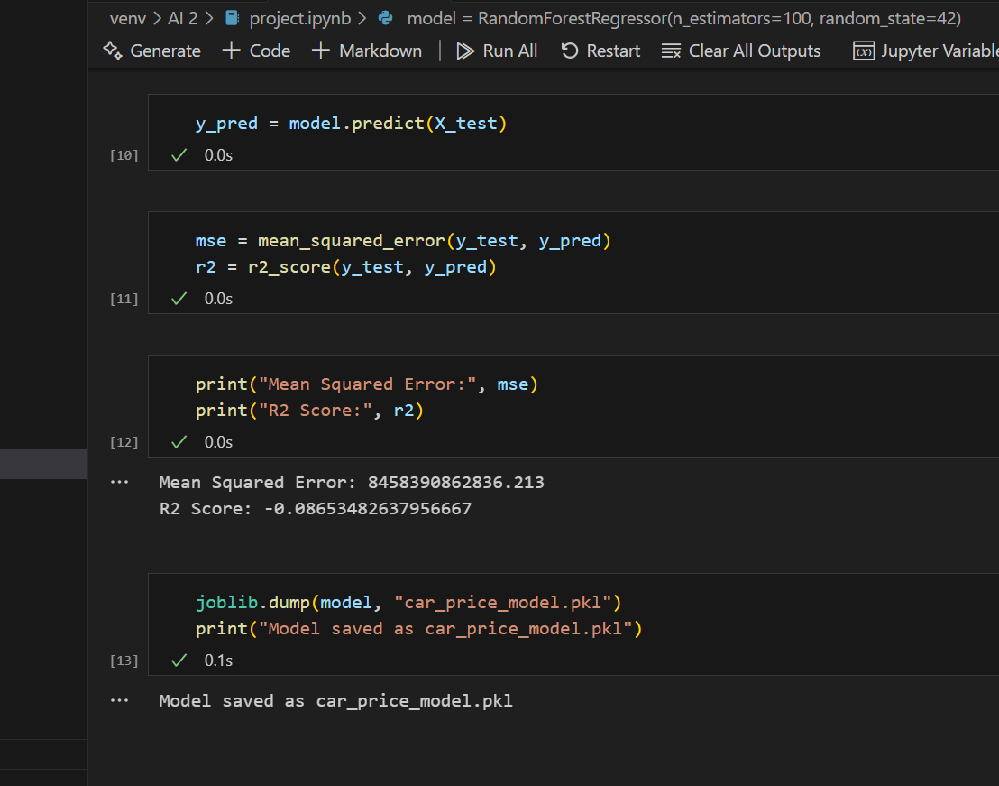 venv > AI 2 > project.ipynb > model = RandomForestRegressor(n_estimators=100, random_state=42)
Generate + Code + Markdown | Run All Restart Clear All Outputs | Jupyter Variable
y_pred = model.predict(X_test)
[10] ✓ 0.0s
mse = mean_squared_error(y_test, y_pred)
r2 = r2_score(y_test, y_pred)
[11] ✓ 0.0s
print("Mean Squared Error:", mse)
print("R2 Score:", r2)
[12] ✓ 0.0s
... Mean Squared Error: 8458390862836.213
R2 Score: -0.08653482637956667
joblib.dump(model, "car_price_model.pkl")
print("Model saved as car_price_model.pkl")
[13] ✓ 0.1s
... Model saved as car_price_model.pkl